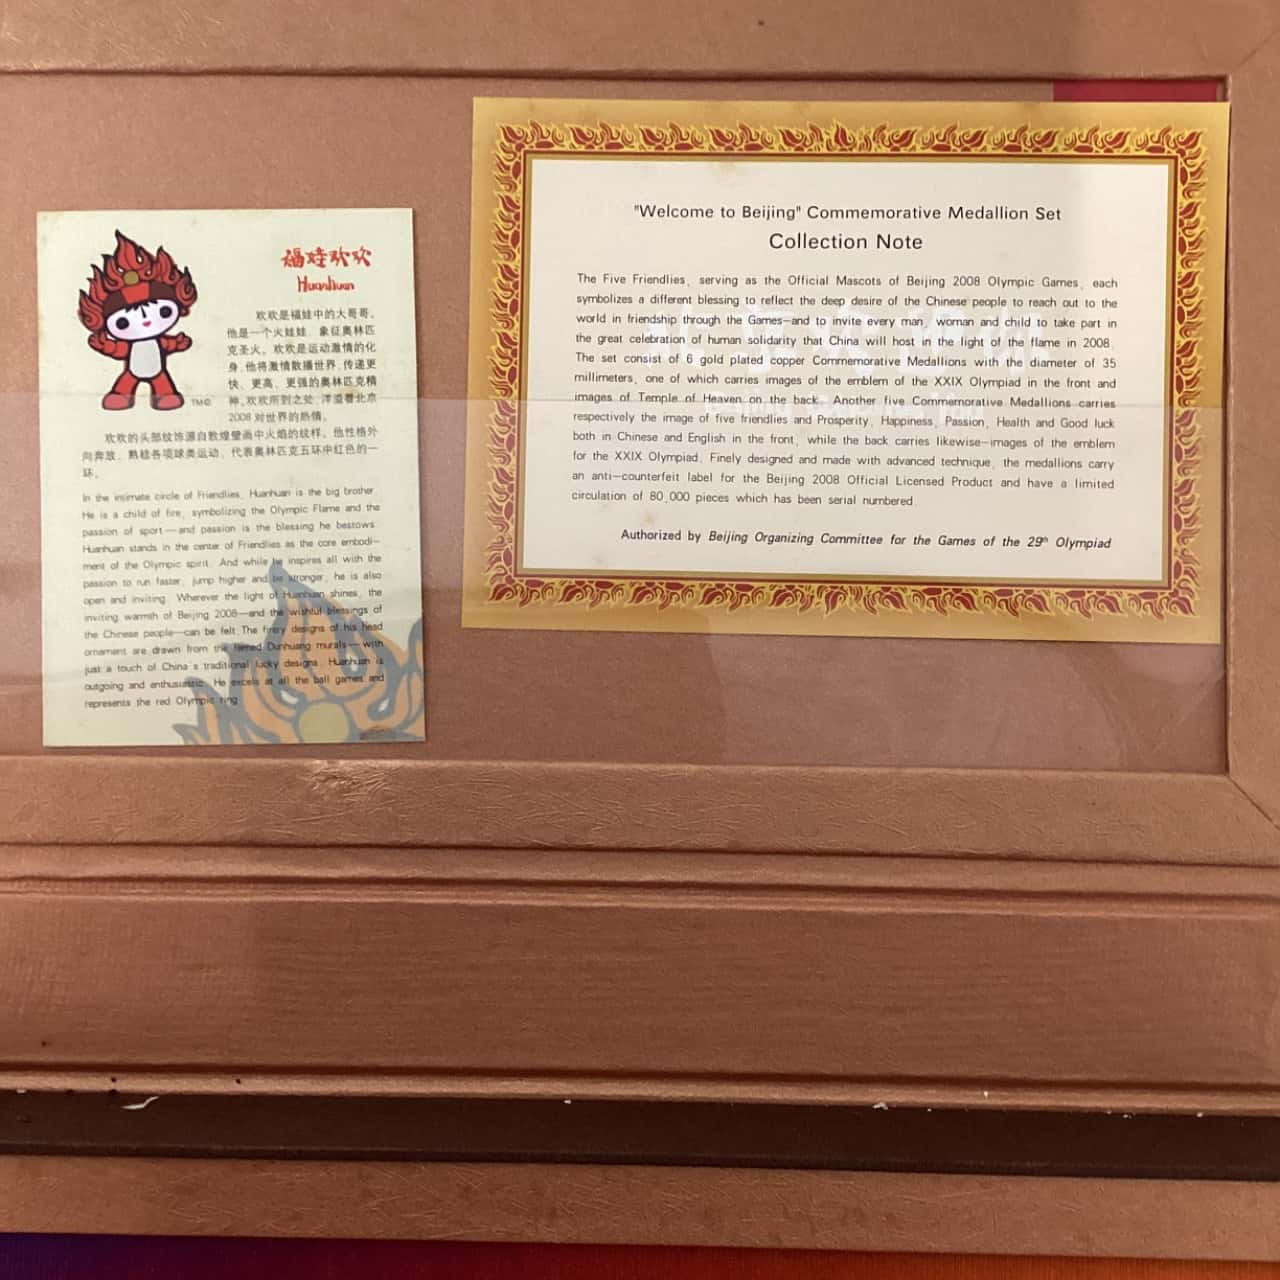 福娃欢欢
Huanhuan
欢欢是福娃中的大哥哥。
他是一个火娃娃，象征奥林匹
克圣火。欢欢是运动激情的化
身，他将激情散播世界，传递更
快、更高、更强的奥林匹克精
神。欢欢所到之处，洋溢着北京
2008对世界的热情。
欢欢的头部纹饰源自敦煌壁画中火焰的纹样。他性格外
向奔放，熟稔各项球类运动，代表奥林匹克五环中红色的一
环。
In the intimate circle of Friendlies, Huanhuan is the big brother.
He is a child of fire, symbolizing the Olympic Flame and the
passion of sport—and passion is the blessing he bestows.
Huanhuan stands in the center of Friendlies as the core embodi-
ment of the Olympic spirit. And while he inspires all with the
passion to run faster, jump higher and be stronger, he is also
open and inviting. Wherever the light of Huanhuan shines, the
inviting warmth of Beijing 2008—and the wishful blessings of
the Chinese people—can be felt. The firery designs of his head
ornament are drawn from the famed Dunhuang murals—with
just a touch of China's traditional lucky designs. Huanhuan is
outgoing and enthusiastic. He excels at all the ball games and
represents the red Olympic ring.
TM©
"Welcome to Beijing" Commemorative Medallion Set
Collection Note
The Five Friendlies, serving as the Official Mascots of Beijing 2008 Olympic Games, each
symbolizes a different blessing to reflect the deep desire of the Chinese people to reach out to the
world in friendship through the Games—and to invite every man, woman and child to take part in
the great celebration of human solidarity that China will host in the light of the flame in 2008.
The set consist of 6 gold plated copper Commemorative Medallions with the diameter of 35
millimeters, one of which carries images of the emblem of the XXIX Olympiad in the front and
images of Temple of Heaven on the back. Another five Commemorative Medallions carries
respectively the image of five friendlies and Prosperity, Happiness, Passion, Health and Good luck
both in Chinese and English in the front, while the back carries likewise-images of the emblem
for the XXIX Olympiad. Finely designed and made with advanced technique, the medallions carry
an anti-counterfeit label for the Beijing 2008 Official Licensed Product and have a limited
circulation of 80,000 pieces which has been serial numbered.
Authorized by Beijing Organizing Committee for the Games of the 29th Olympiad